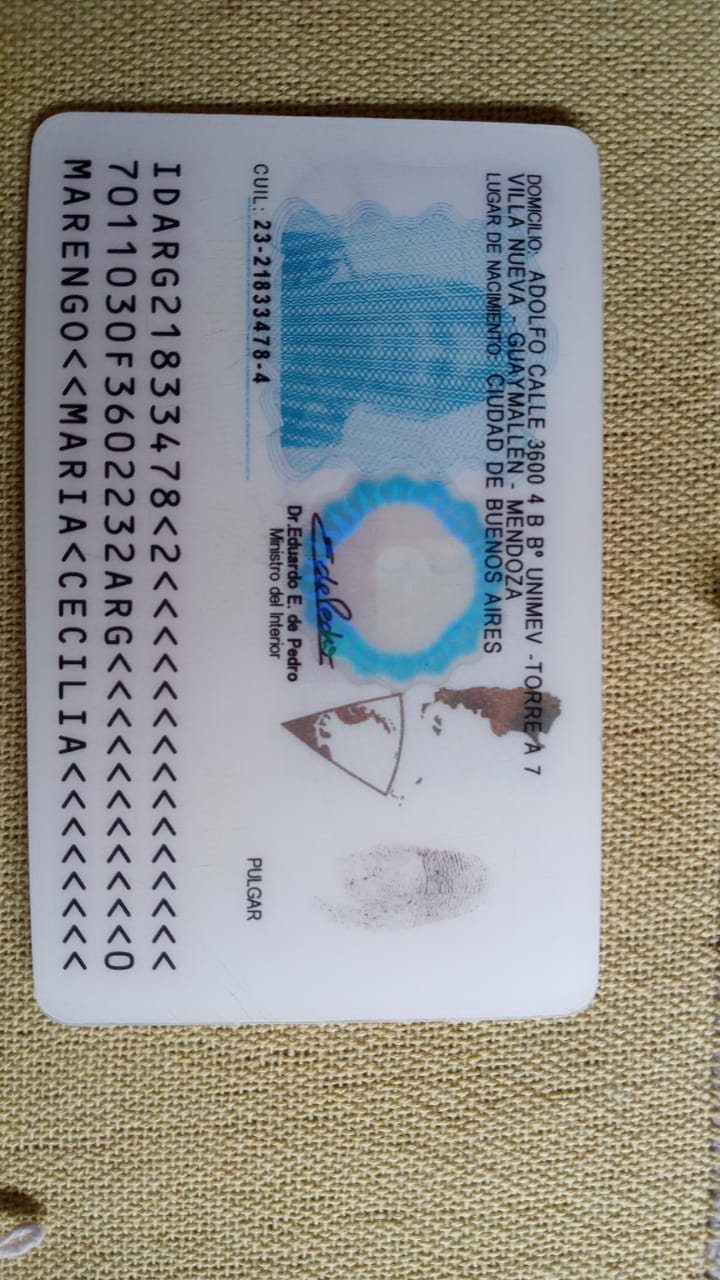 DOMICILIO: ADOLFO CALLE 3600 4 B Bº UNIMEV -TORRE A 7
VILLA NUEVA - GUAYMALLÉN - MENDOZA
LUGAR DE NACIMIENTO: CIUDAD DE BUENOS AIRES
Dr.Eduardo E. de Pedro
Ministro del Interior
CUIL: 23-21833478-4
PULGAR
IDARG21833478<2<<<<<<<<<<<<<<<
7011030F3602232ARG<<<<<<<<<<<0
MARENGO<<MARIA<CECILIA<<<<<<<<